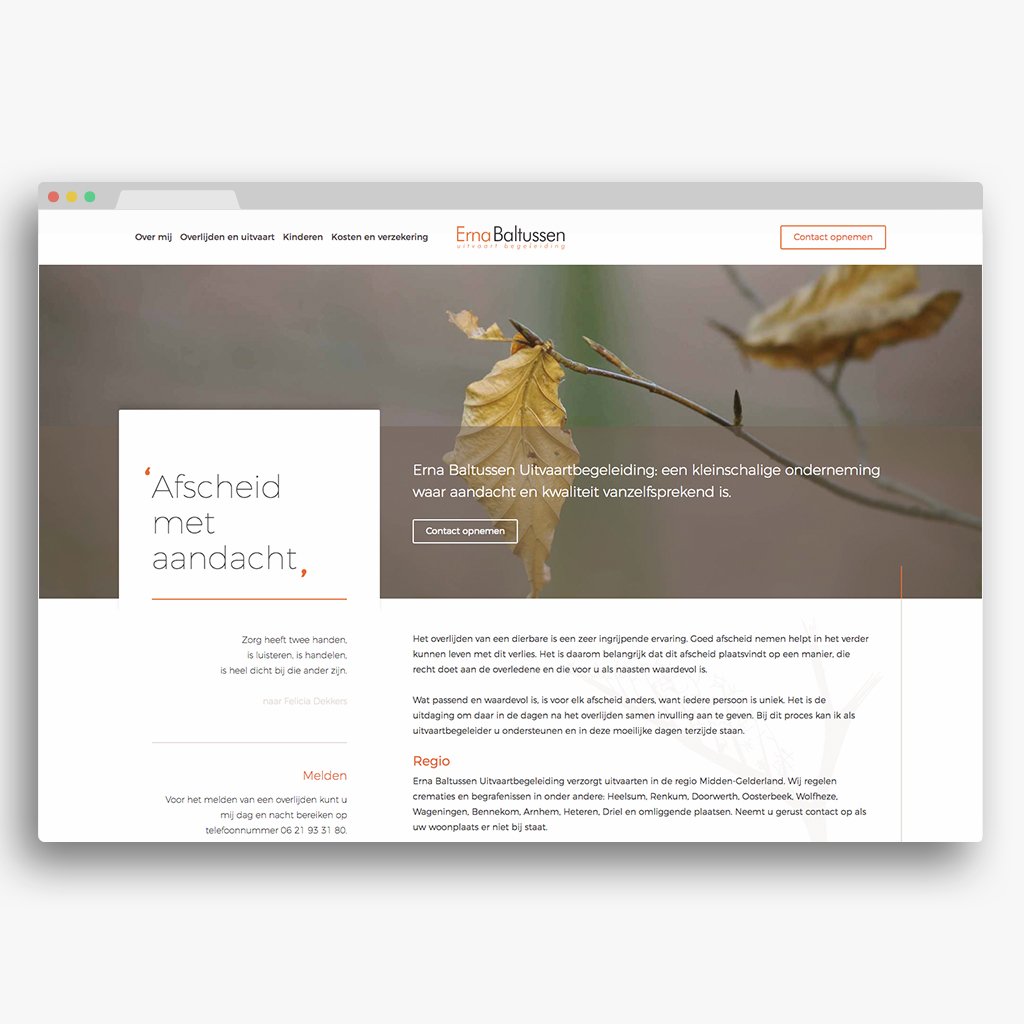 Over mij Overlijden en uitvaart Kinderen Kosten en verzekering
ErnaBaltussen
uitvaart begeleiding
Contact opnemen
‘Afscheid
met
aandacht,
Erna Baltussen Uitvaartbegeleiding: een kleinschalige onderneming
waar aandacht en kwaliteit vanzelfsprekend is.
Contact opnemen
Zorg heeft twee handen,
is luisteren, is handelen,
is heel dicht bij die ander zijn.
naar Felicia Dekkers
Melden
Voor het melden van een overlijden kunt u
mij dag en nacht bereiken op
telefoonnummer 06 21 93 31 80.
Het overlijden van een dierbare is een zeer ingrijpende ervaring. Goed afscheid nemen helpt in het verder
kunnen leven met dit verlies. Het is daarom belangrijk dat dit afscheid plaatsvindt op een manier, die
recht doet aan de overledene en die voor u als naasten waardevol is.
Wat passend en waardevol is, is voor elk afscheid anders, want iedere persoon is uniek. Het is de
uitdaging om daar in de dagen na het overlijden samen invulling aan te geven. Bij dit proces kan ik als
uitvaartbegeleider u ondersteunen en in deze moeilijke dagen terzijde staan.
Regio
Erna Baltussen Uitvaartbegeleiding verzorgt uitvaarten in de regio Midden-Gelderland. Wij regelen
crematies en begrafenissen in onder andere: Heelsum, Renkum, Doorwerth, Oosterbeek, Wolfheze,
Wageningen, Bennekom, Arnhem, Heteren, Driel en omliggende plaatsen. Neemt u gerust contact op als
uw woonplaats er niet bij staat.